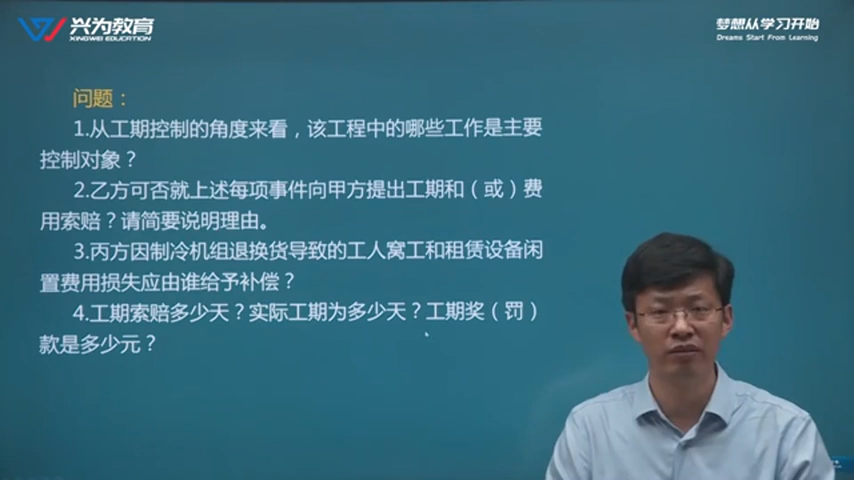 兴为教育
XINGWEI EDUCATION
梦想从学习开始
Dreams Start From Learning
问题：
1.从工期控制的角度来看，该工程中的哪些工作是主要
控制对象？
2.乙方可否就上述每项事件向甲方提出工期和（或）费
用索赔？请简要说明理由。
3.丙方因制冷机组退换货导致的工人窝工和租赁设备闲
置费用损失应由谁给予补偿？
4.工期索赔多少天？实际工期为多少天？工期奖（罚）
款是多少元？